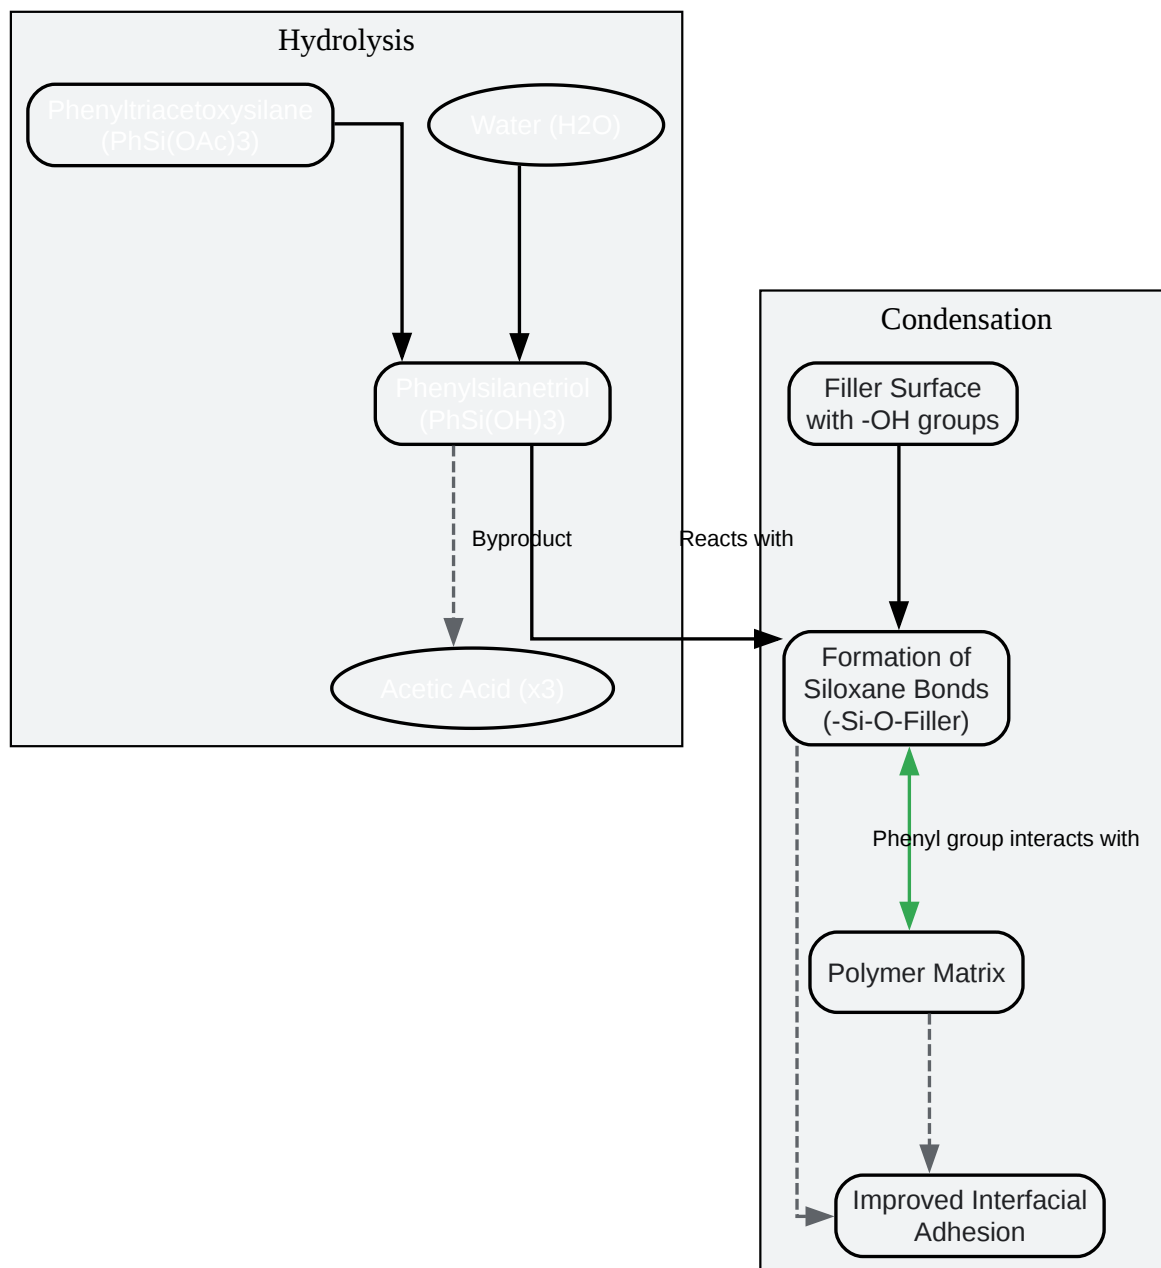 Hydrolysis
Phenyltriacetoxysilane
(PhSi(OAc)3)
Water (H2O)
Phenylsilanetriol
(PhSi(OH)3)
Byproduct
Reacts with
Acetic Acid (x3)
Condensation
Filler Surface
with -OH groups
Formation of
Siloxane Bonds
(-Si-O-Filler)
Phenyl group interacts with
Polymer Matrix
Improved Interfacial
Adhesion